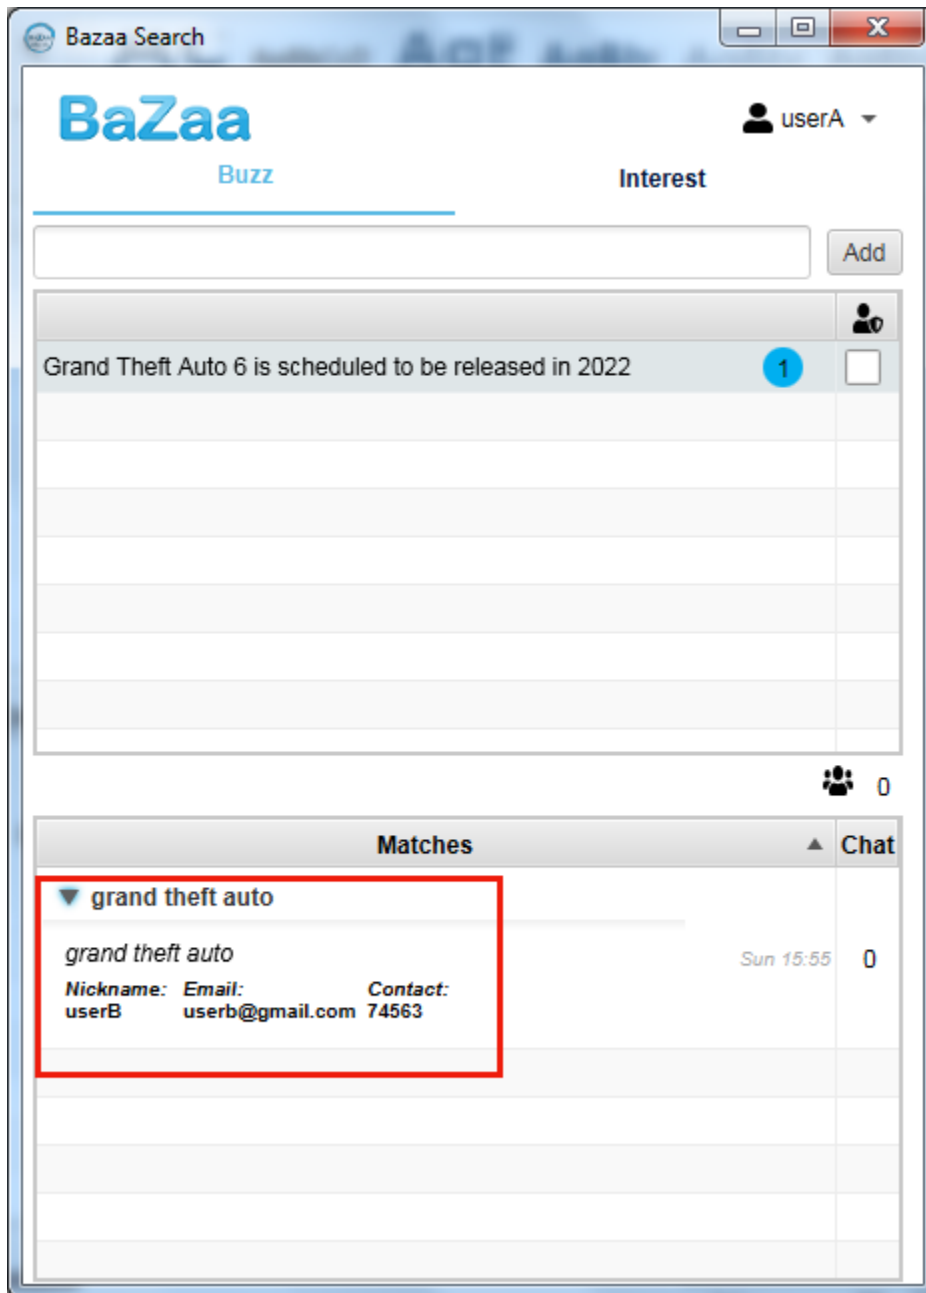 Bazaa Search
BaZaa
userA
Buzz Interest
Add
Grand Theft Auto 6 is scheduled to be released in 2022 1
0
Matches Chat
grand theft auto
grand theft auto Sun 15:55 0
Nickname: Email: Contact:
userB userb@gmail.com 74563